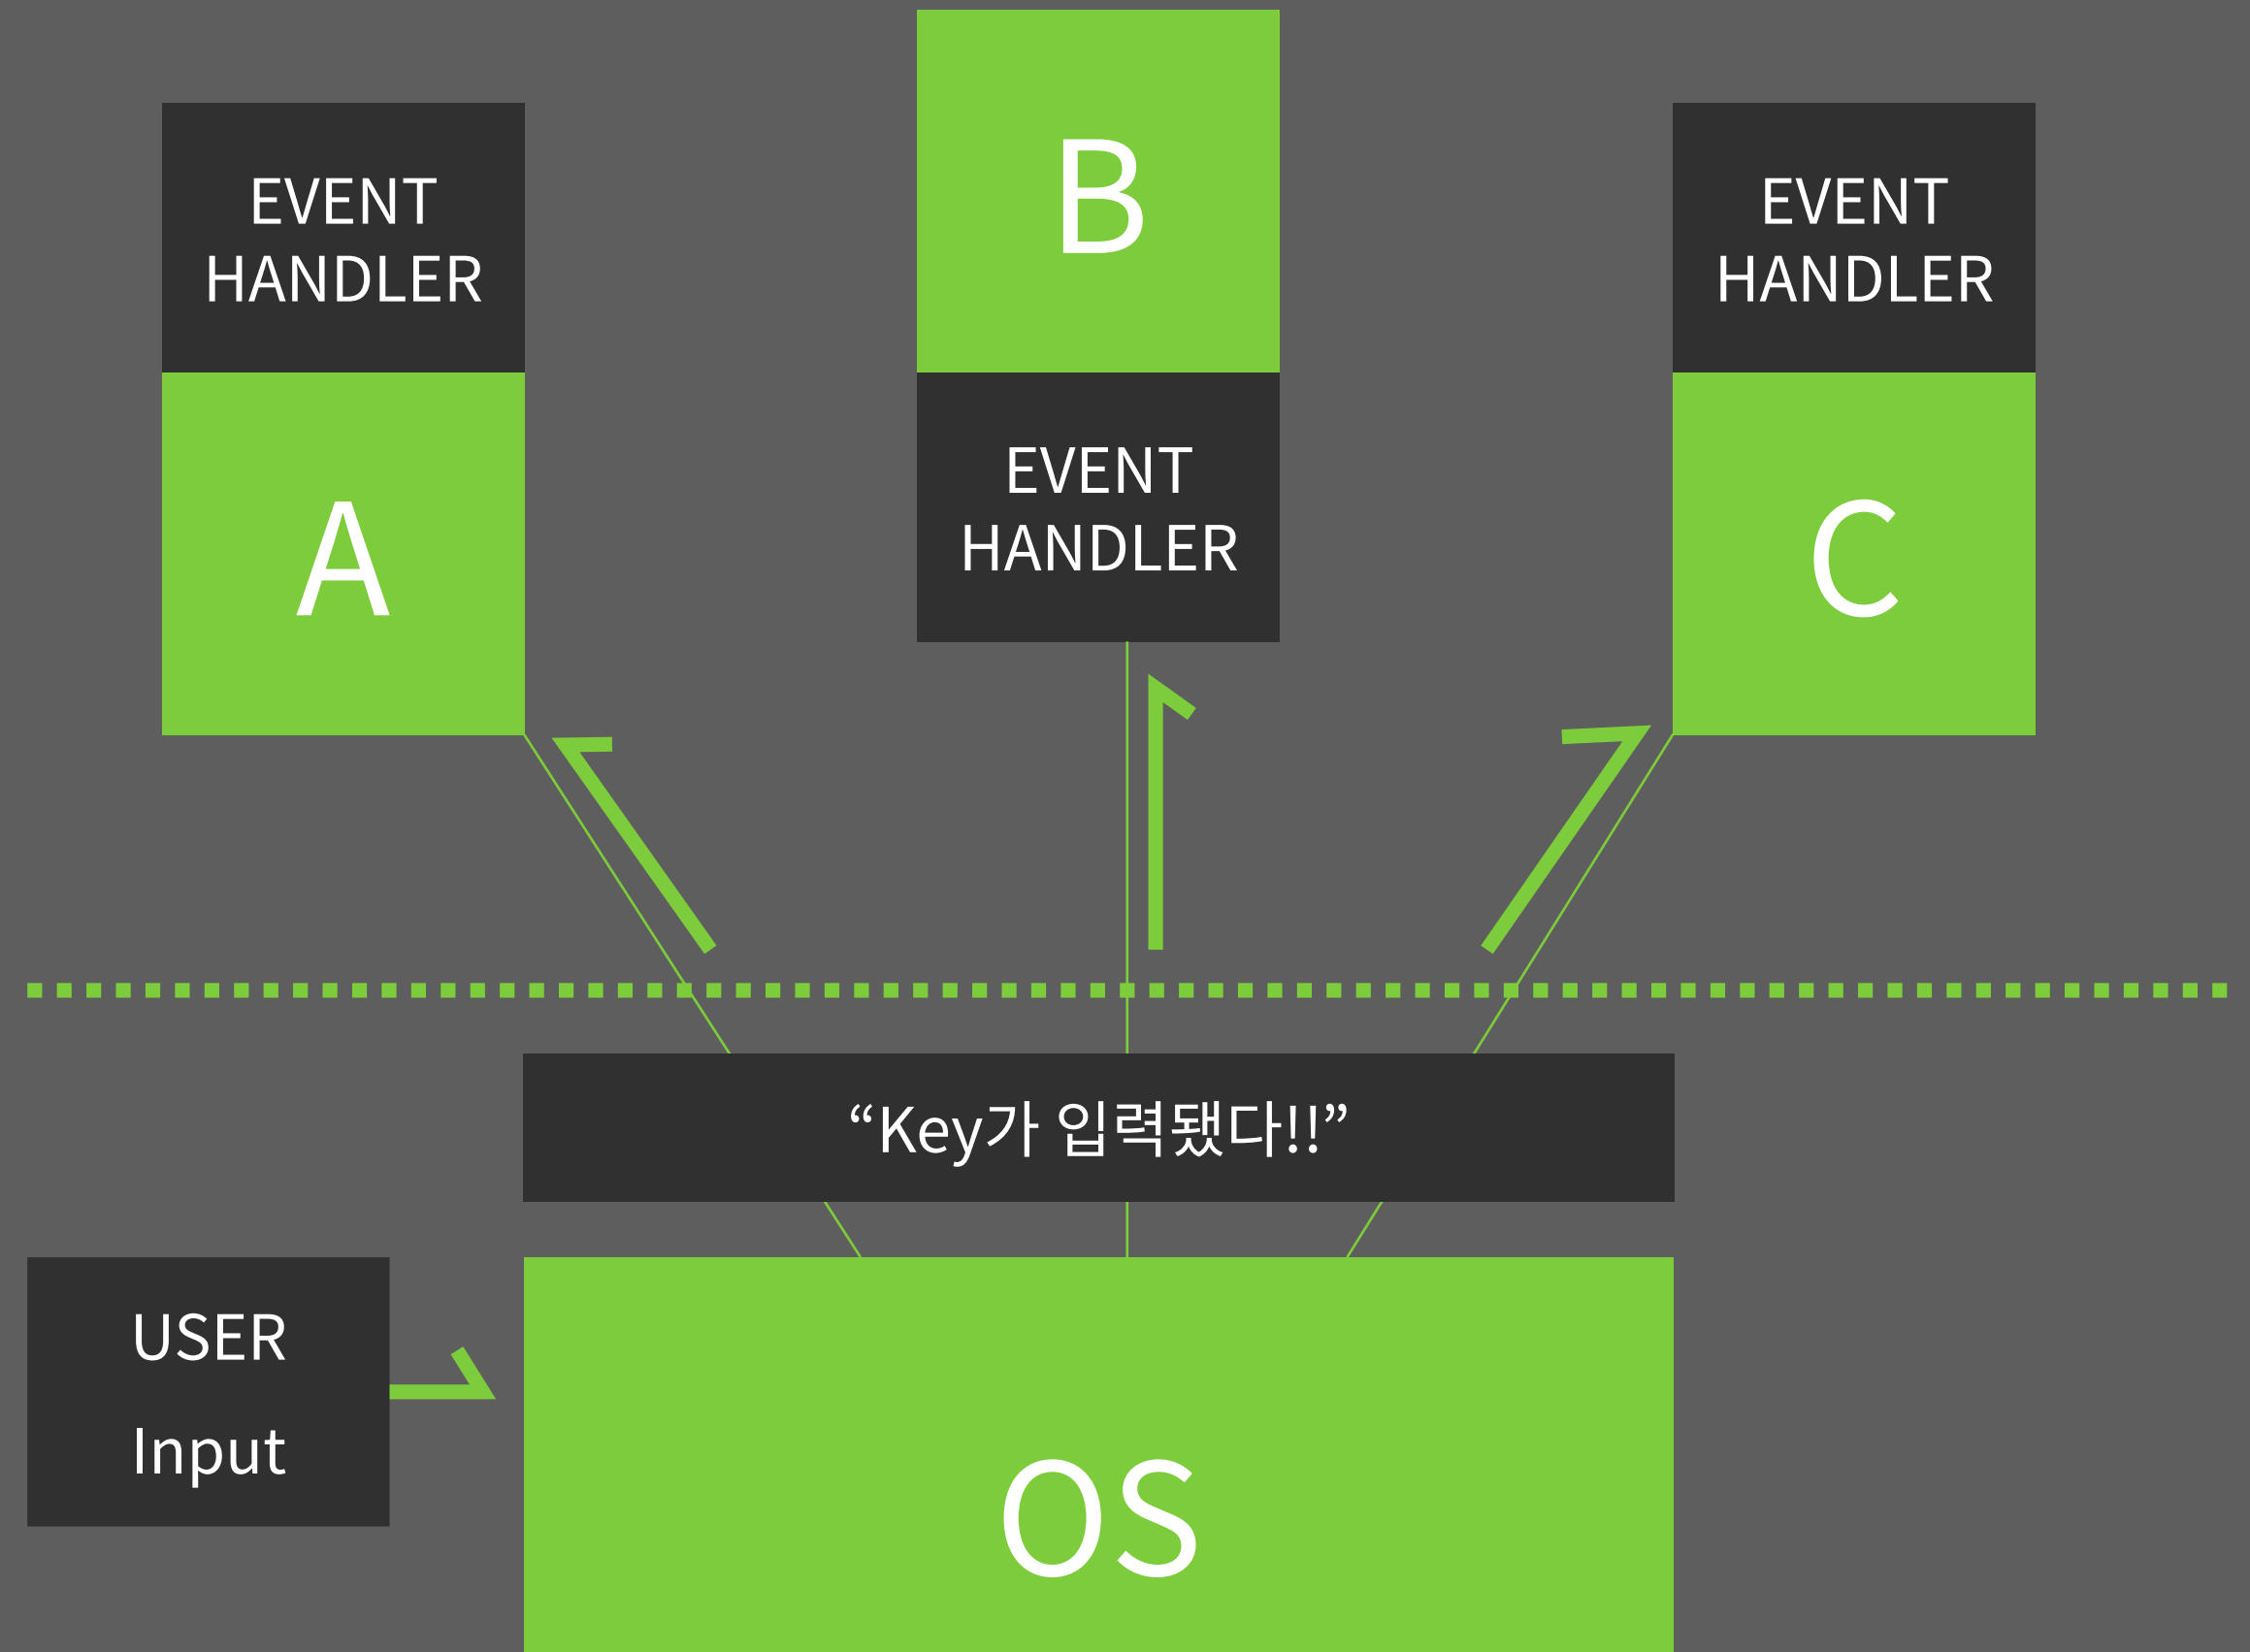 B
EVENT
HANDLER
EVENT
HANDLER
A
EVENT
HANDLER
C
“Key가 입력됐다!!”
USER
Input
OS